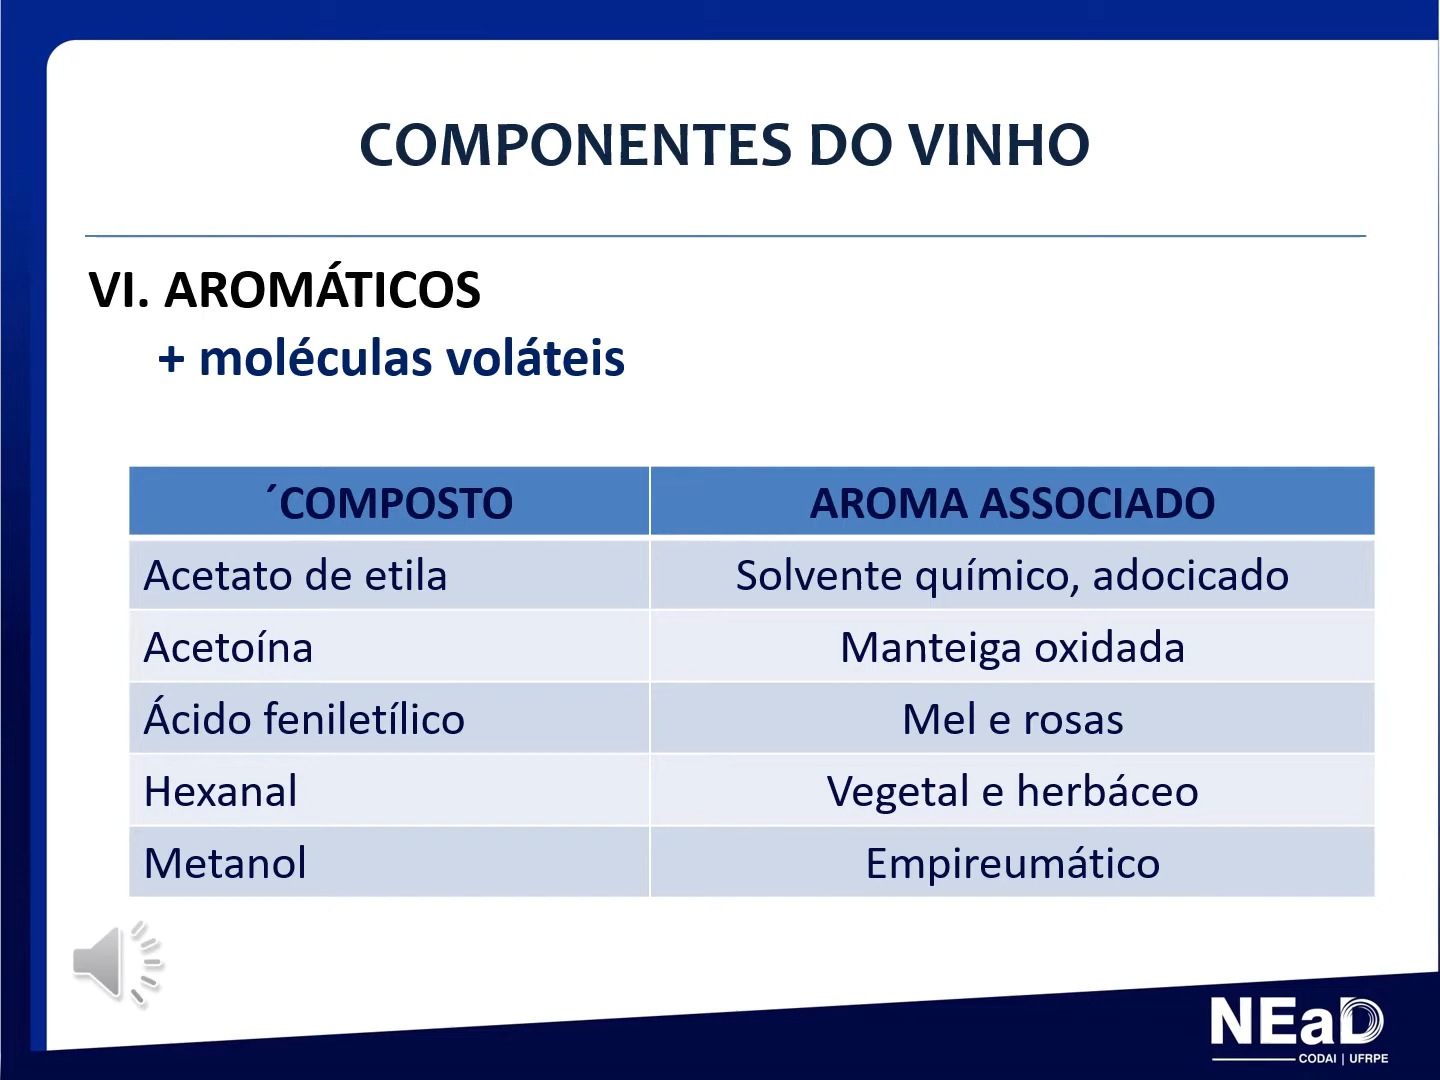 COMPONENTES DO VINHO
VI. AROMÁTICOS
+ moléculas voláteis
´COMPOSTO AROMA ASSOCIADO
Acetato de etila Solvente químico, adocicado
Acetoína Manteiga oxidada
Ácido feniletílico Mel e rosas
Hexanal Vegetal e herbáceo
Metanol Empireumático
NEaD
CODAI | UFRPE